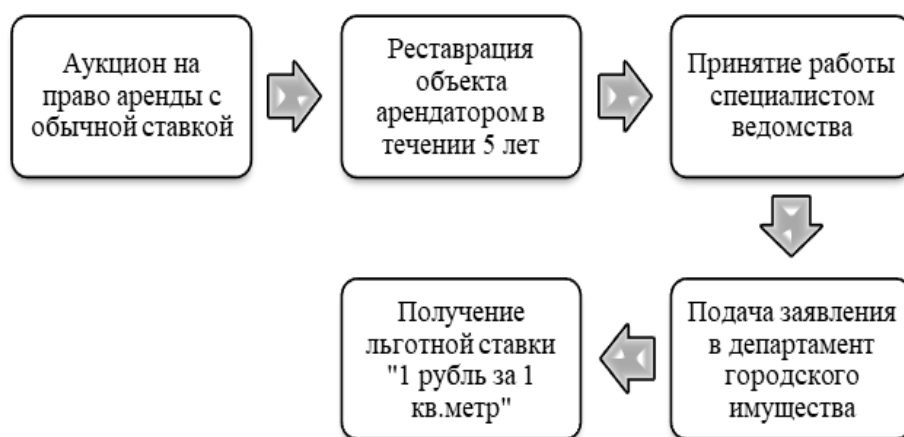 Аукцион на
право аренды с
обычной ставкой
Реставрация
объекта
арендатором в
течении 5 лет
Принятие работы
специалистом
ведомства
Подача заявления
в департамент
городского
имущества
Получение
льготной ставки
"1 рубль за 1
кв.метр"